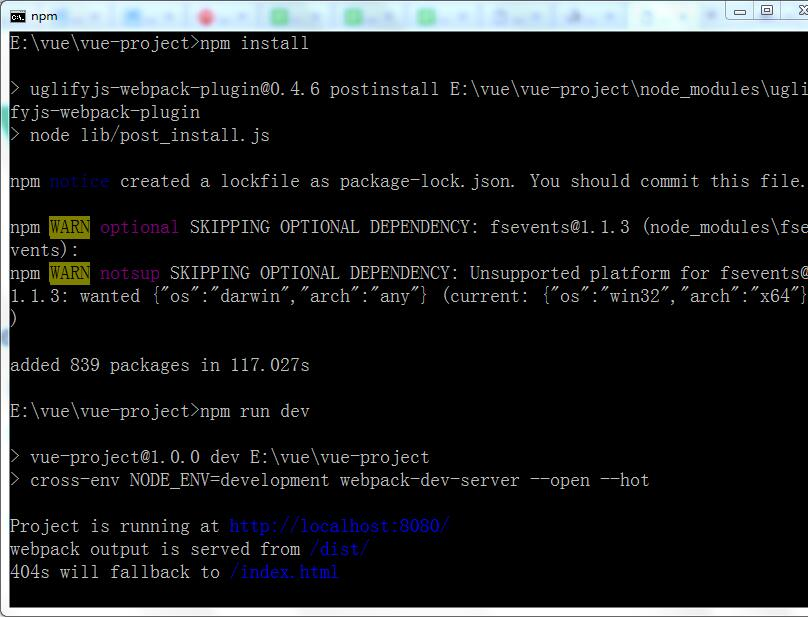 npm
E:\vue\vue-project>npm install
> uglifyjs-webpack-plugin@0.4.6 postinstall E:\vue\vue-project\node_modules\ugli
fyjs-webpack-plugin
> node lib/post_install.js
npm notice created a lockfile as package-lock.json. You should commit this file.
npm WARN optional SKIPPING OPTIONAL DEPENDENCY: fsevents@1.1.3 (node_modules\fse
vents):
npm WARN notsup SKIPPING OPTIONAL DEPENDENCY: Unsupported platform for fsevents@
1.1.3: wanted {"os":"darwin","arch":"any"} (current: {"os":"win32","arch":"x64"}
)
added 839 packages in 117.027s
E:\vue\vue-project>npm run dev
> vue-project@1.0.0 dev E:\vue\vue-project
> cross-env NODE_ENV=development webpack-dev-server --open --hot
Project is running at http://localhost:8080/
webpack output is served from /dist/
404s will fallback to /index.html